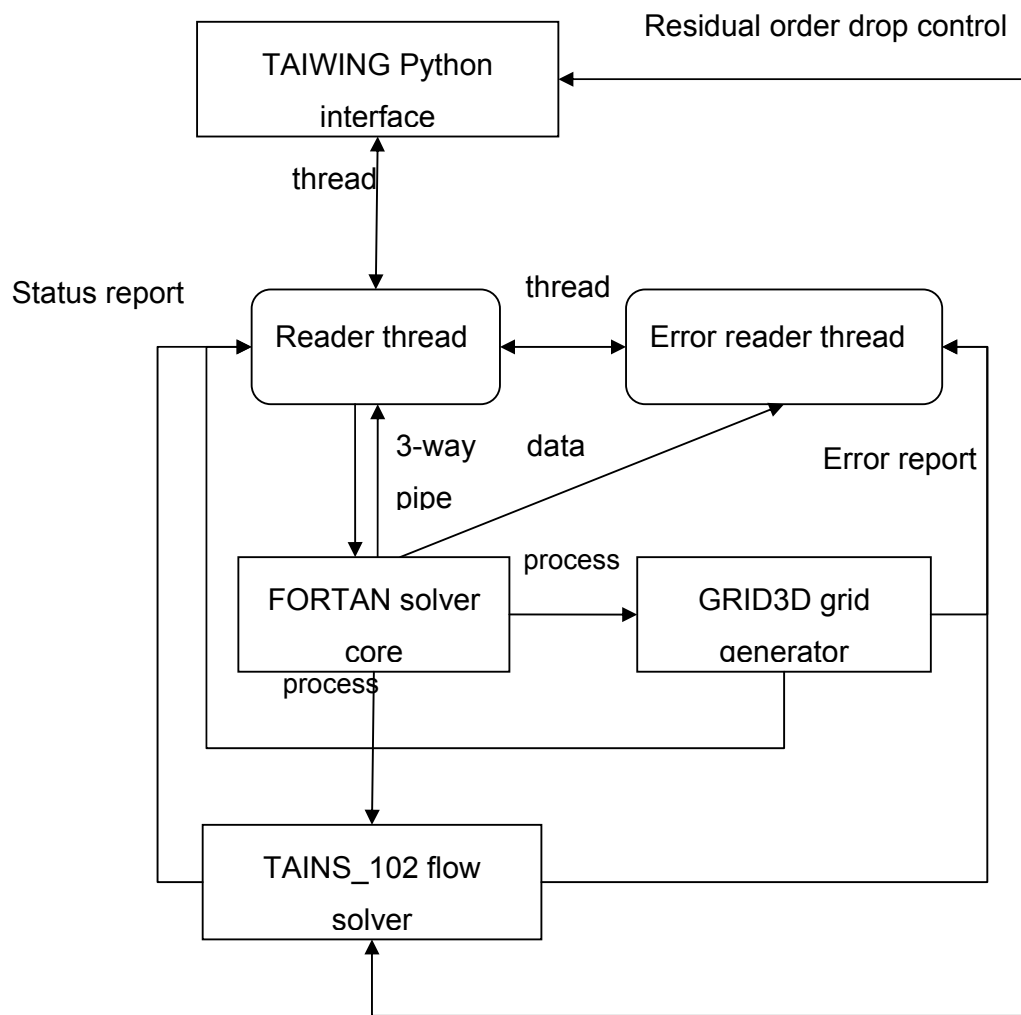 Residual order drop control
TAIWING Python
interface
thread
Status report
thread
Reader thread
Error reader thread
3-way data
pipe
Error report
process
FORTAN solver
core
GRID3D grid
generator
process
TAINS_102 flow
solver